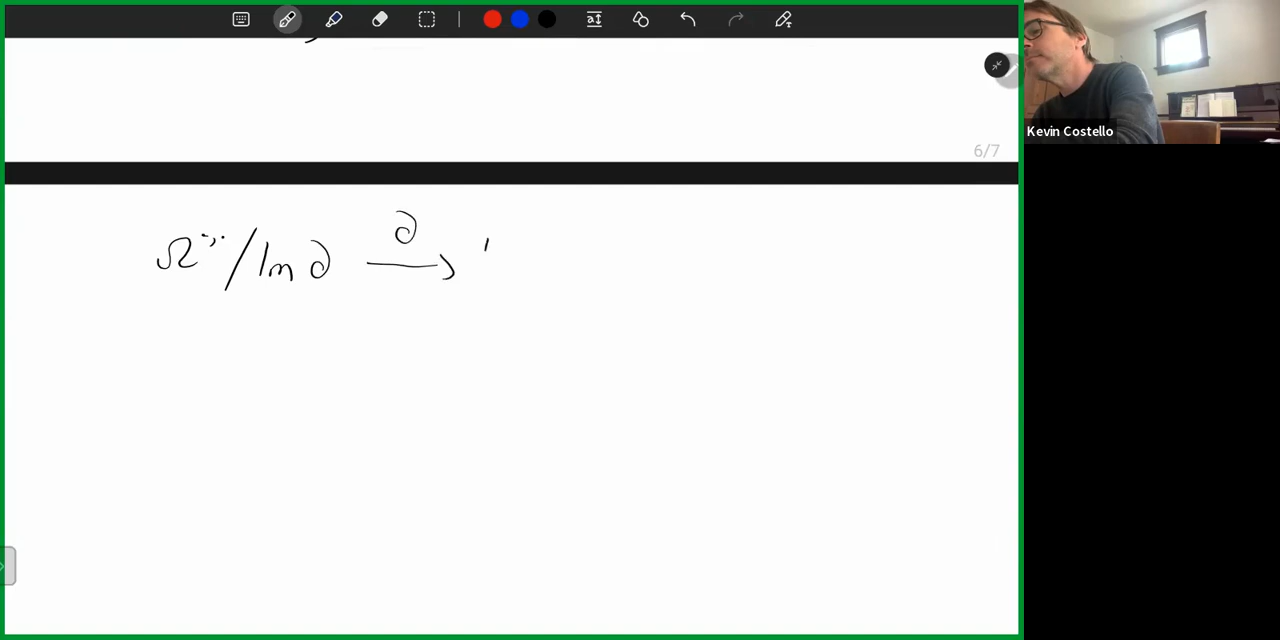 6/7
∂
Ω /Im ∂ ⟶
Kevin Costello